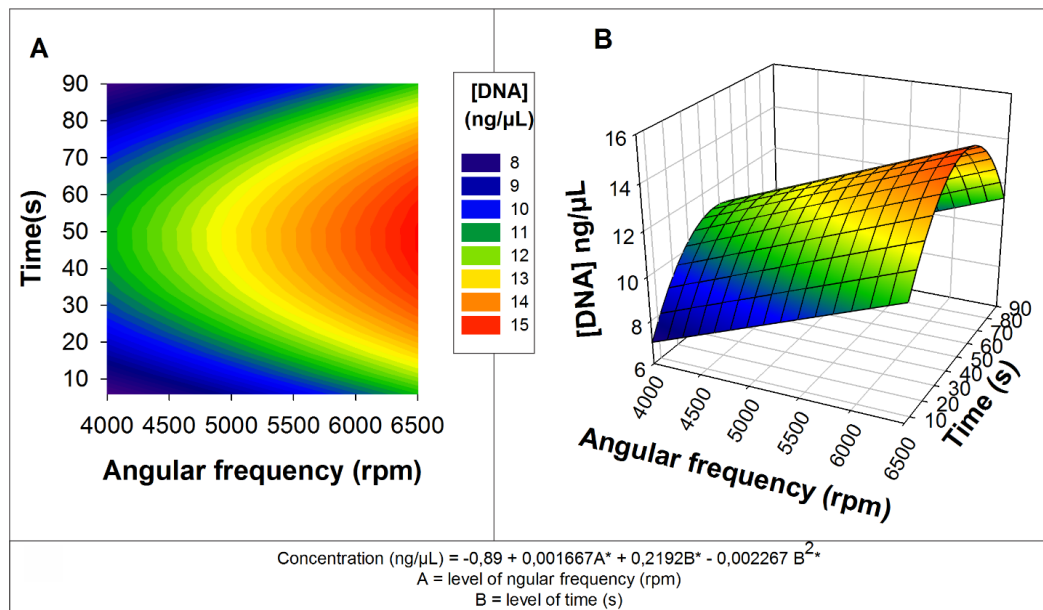 A
90
80
70
60
50
40
30
20
10
Time(s)
4000 4500 5000 5500 6000 6500
Angular frequency (rpm)
[DNA]
(ng/µL)
8
9
10
11
12
13
14
15
B
16
14
12
10
8
6
[DNA] ng/µL
4000
4500
5000
5500
6000
6500
Angular frequency (rpm)
90
80
70
60
50
40
30
20
10
Time (s)
Concentration (ng/µL) = -0,89 + 0,001667A* + 0,2192B* - 0,002267 B²*
A = level of ngular frequency (rpm)
B = level of time (s)